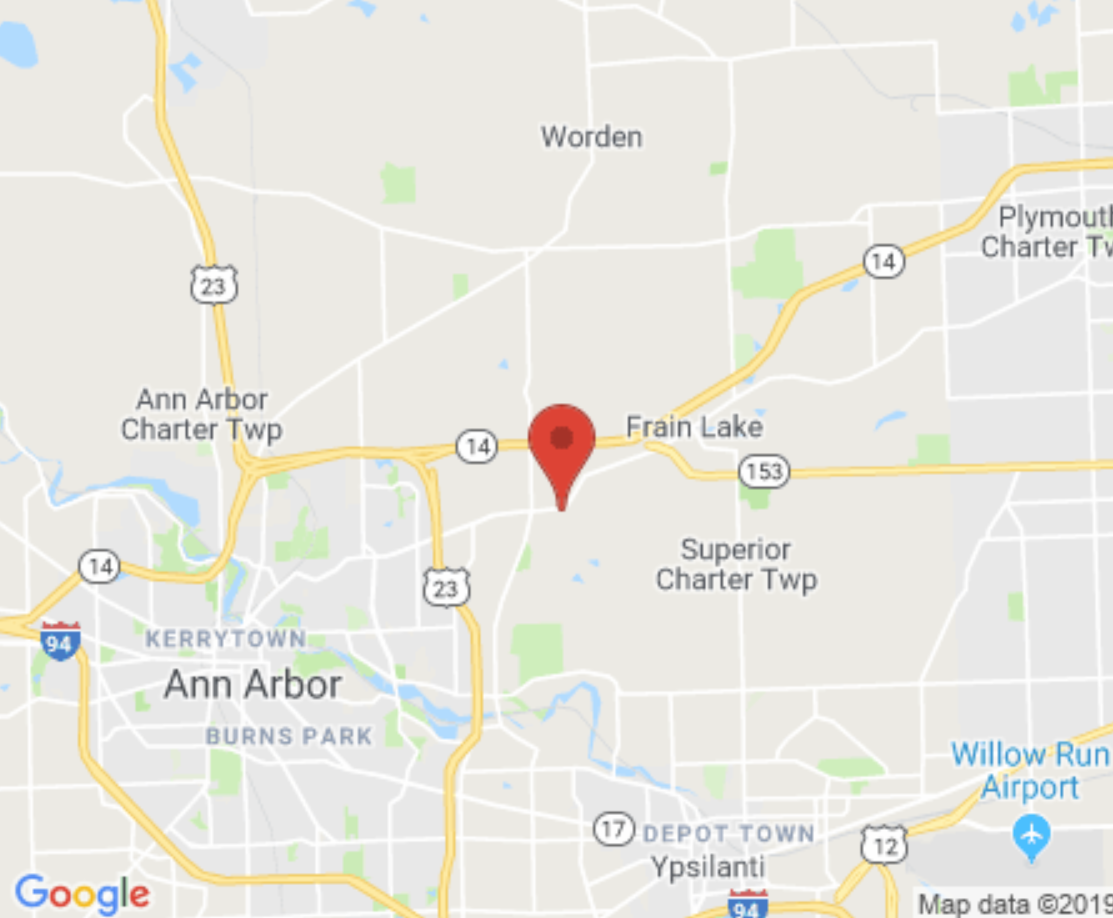 Worden
Plymouth
Charter Tw
14
23
Ann Arbor
Charter Twp
Frain Lake
14
153
Superior
Charter Twp
14
23
94
KERRYTOWN
Ann Arbor
BURNS PARK
Willow Run
Airport
17
DEPOT TOWN
12
Ypsilanti
Google
94
Map data ©2019